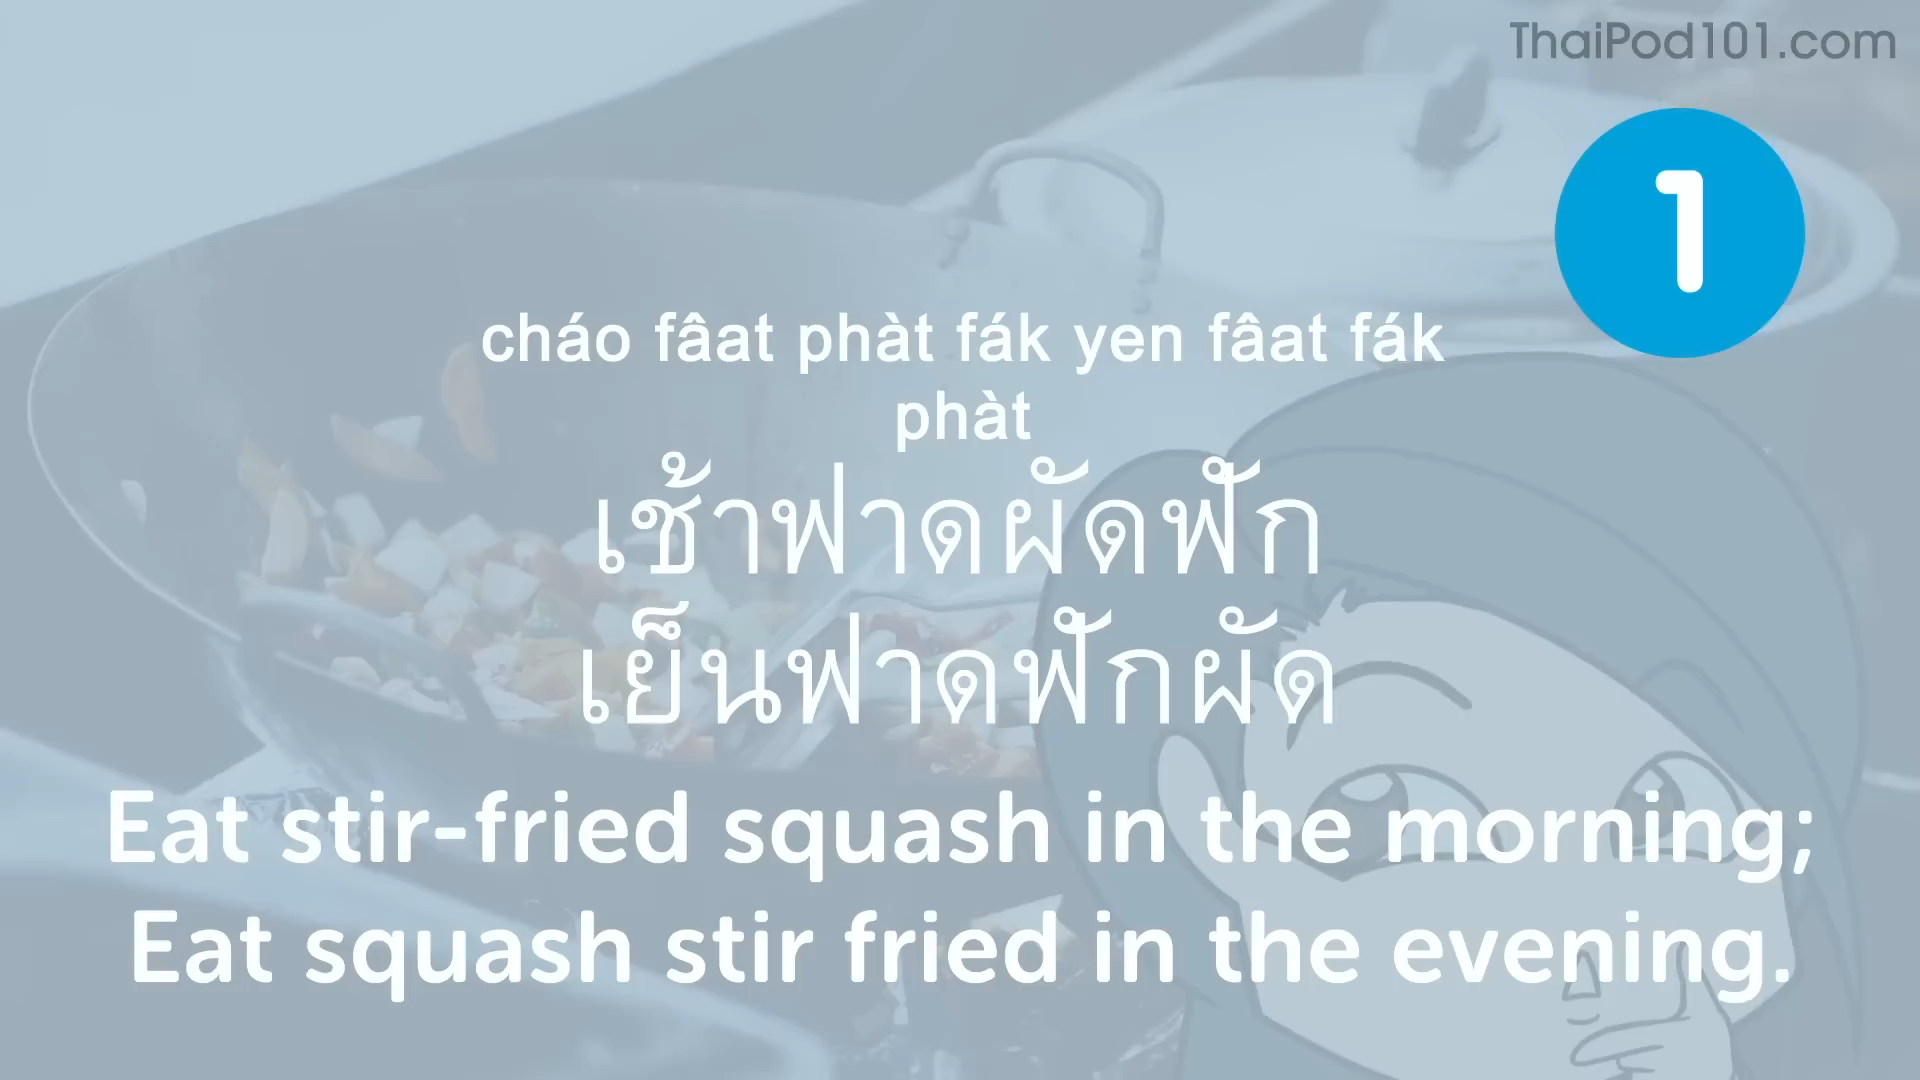 ThaiPod101.com
1
cháo fâat phàt fák yen fâat fák
phàt
เช้าฟาดผัดฟัก
เย็นฟาดฟักผัด
Eat stir-fried squash in the morning;
Eat squash stir fried in the evening.